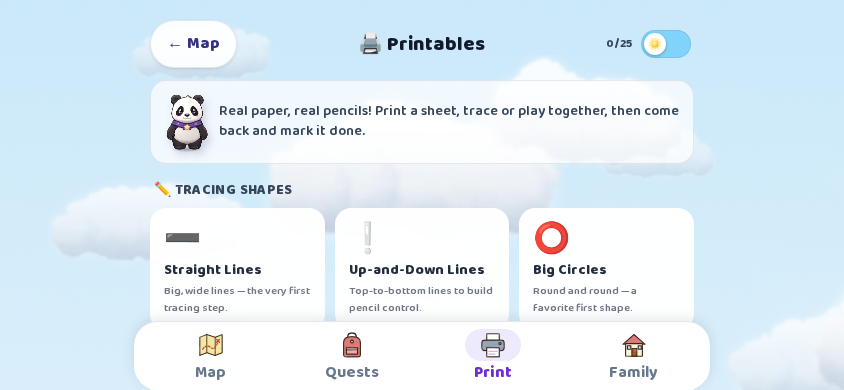 ← Map
🖨️ Printables
0/25
Real paper, real pencils! Print a sheet, trace or play together, then come
back and mark it done.
✏️ TRACING SHAPES
Straight Lines
Big, wide lines — the very first
tracing step.
Up-and-Down Lines
Top-to-bottom lines to build
pencil control.
Big Circles
Round and round — a
favorite first shape.
Map
Quests
Print
Family